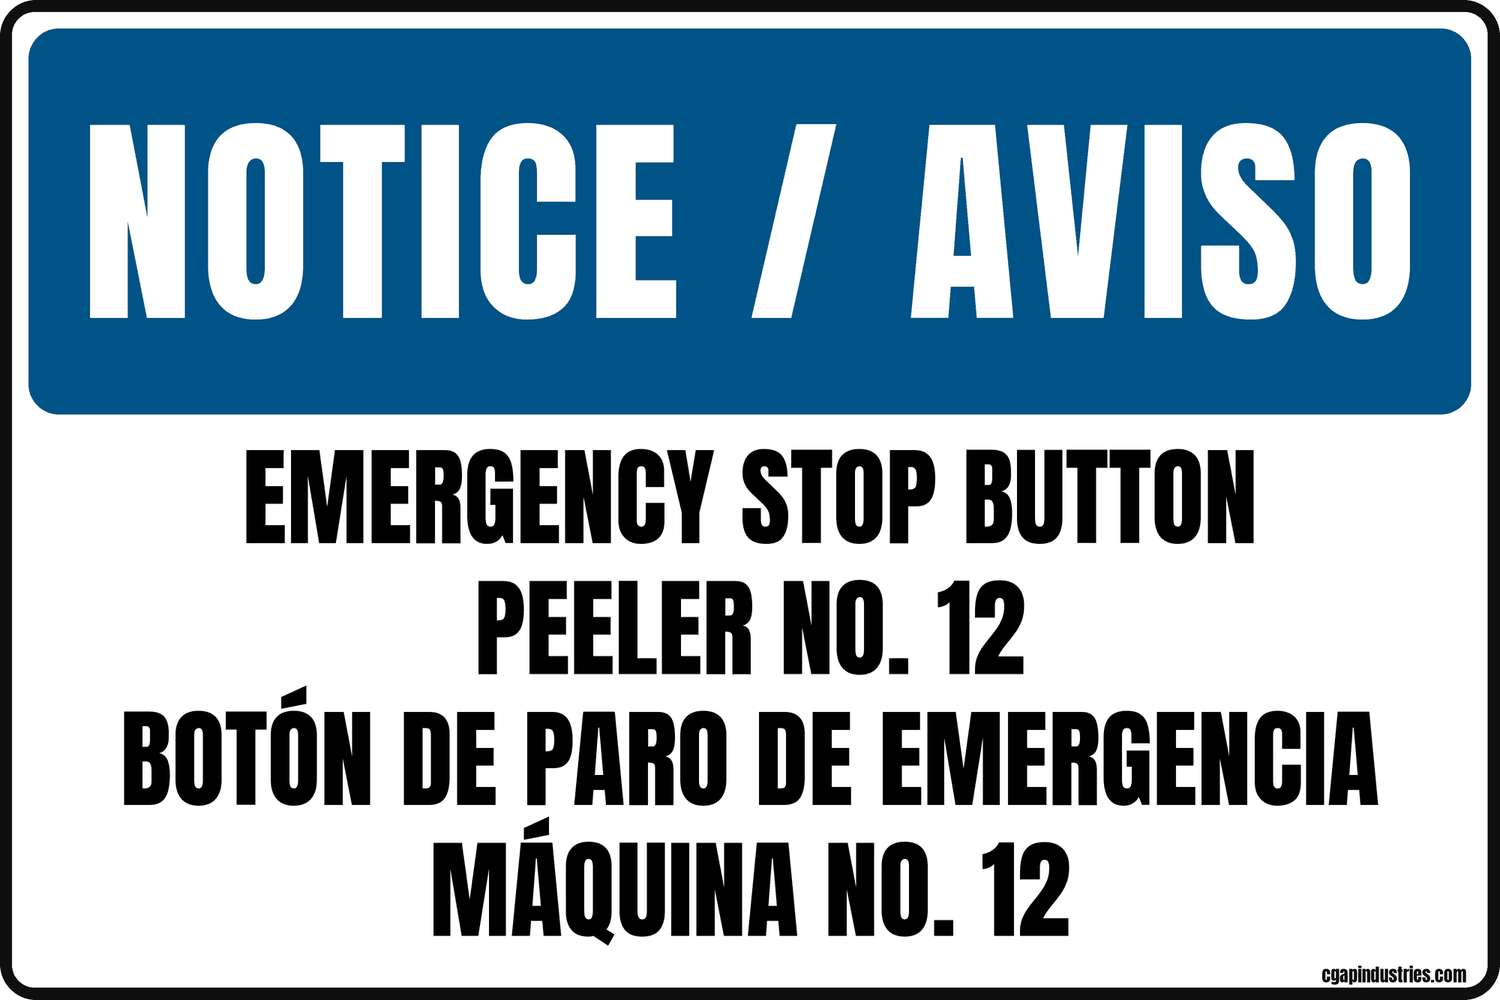 NOTICE / AVISO
EMERGENCY STOP BUTTON
PEELER NO. 12
BOTÓN DE PARO DE EMERGENCIA
MÁQUINA NO. 12
cgapindustries.com